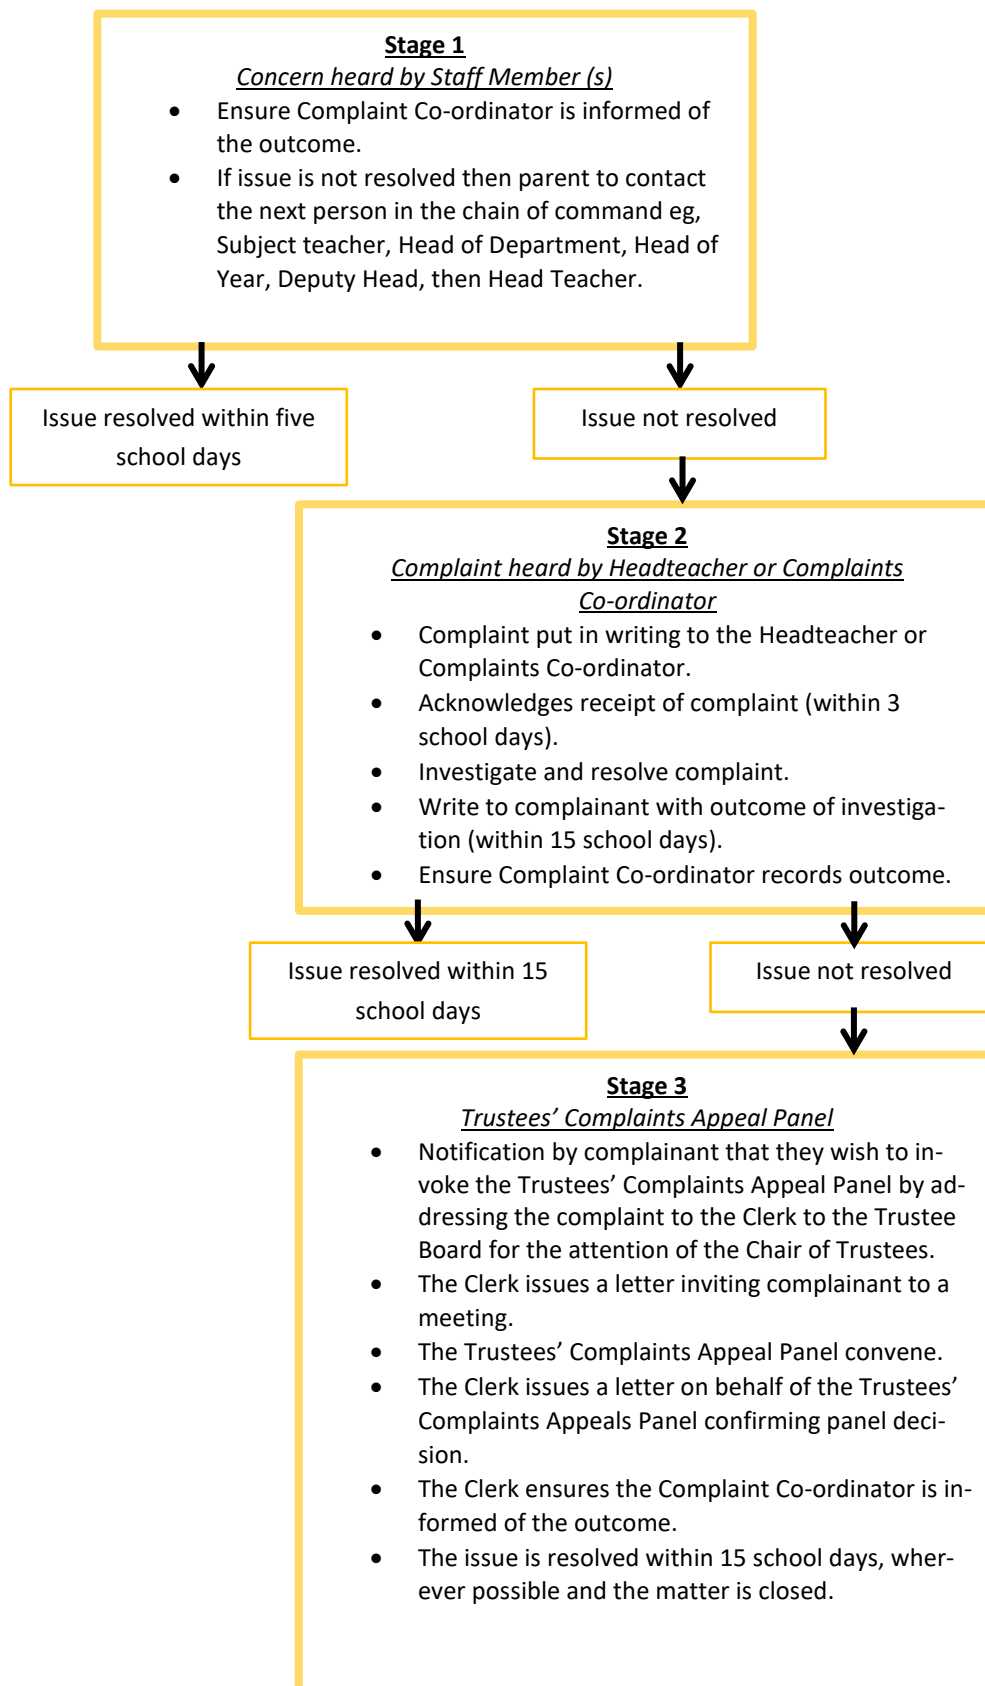 Stage 1
Concern heard by Staff Member (s)
• Ensure Complaint Co-ordinator is informed of
the outcome.
• If issue is not resolved then parent to contact
the next person in the chain of command eg,
Subject teacher, Head of Department, Head of
Year, Deputy Head, then Head Teacher.
Issue resolved within five
school days
Issue not resolved
Stage 2
Complaint heard by Headteacher or Complaints
Co-ordinator
• Complaint put in writing to the Headteacher or
Complaints Co-ordinator.
• Acknowledges receipt of complaint (within 3
school days).
• Investigate and resolve complaint.
• Write to complainant with outcome of investiga-
tion (within 15 school days).
• Ensure Complaint Co-ordinator records outcome.
Issue resolved within 15
school days
Issue not resolved
Stage 3
Trustees’ Complaints Appeal Panel
• Notification by complainant that they wish to in-
voke the Trustees’ Complaints Appeal Panel by ad-
dressing the complaint to the Clerk to the Trustee
Board for the attention of the Chair of Trustees.
• The Clerk issues a letter inviting complainant to a
meeting.
• The Trustees’ Complaints Appeal Panel convene.
• The Clerk issues a letter on behalf of the Trustees’
Complaints Appeals Panel confirming panel deci-
sion.
• The Clerk ensures the Complaint Co-ordinator is in-
formed of the outcome.
• The issue is resolved within 15 school days, wher-
ever possible and the matter is closed.